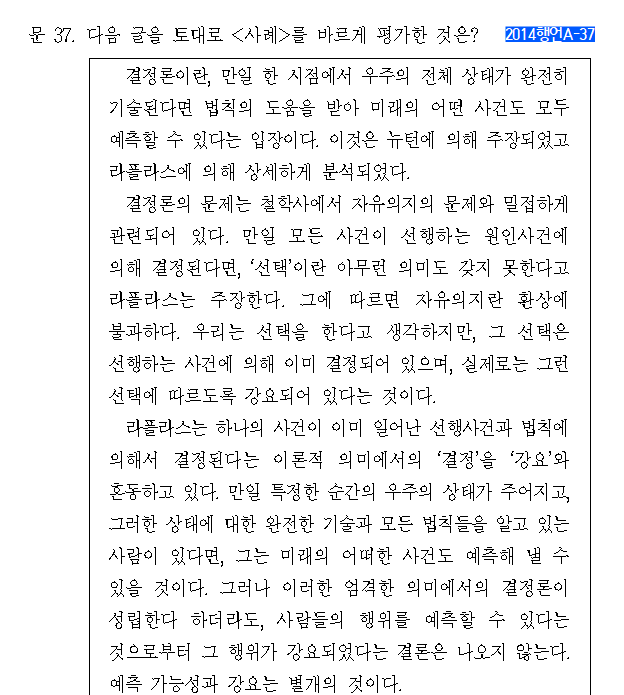 문 37. 다음 글을 토대로 <사례>를 바르게 평가한 것은? 2014행언A-37
결정론이란, 만일 한 시점에서 우주의 전체 상태가 완전히
기술된다면 법칙의 도움을 받아 미래의 어떤 사건도 모두
예측할 수 있다는 입장이다. 이것은 뉴턴에 의해 주장되었고
라플라스에 의해 상세하게 분석되었다.
결정론의 문제는 철학사에서 자유의지의 문제와 밀접하게
관련되어 있다. 만일 모든 사건이 선행하는 원인사건에
의해 결정된다면, ‘선택’이란 아무런 의미도 갖지 못한다고
라플라스는 주장한다. 그에 따르면 자유의지란 환상에
불과하다. 우리는 선택을 한다고 생각하지만, 그 선택은
선행하는 사건에 의해 이미 결정되어 있으며, 실제로는 그런
선택에 따르도록 강요되어 있다는 것이다.
라플라스는 하나의 사건이 이미 일어난 선행사건과 법칙에
의해서 결정된다는 이론적 의미에서의 ‘결정’을 ‘강요’와
혼동하고 있다. 만일 특정한 순간의 우주의 상태가 주어지고,
그러한 상태에 대한 완전한 기술과 모든 법칙들을 알고 있는
사람이 있다면, 그는 미래의 어떠한 사건도 예측해 낼 수
있을 것이다. 그러나 이러한 엄격한 의미에서의 결정론이
성립한다 하더라도, 사람들의 행위를 예측할 수 있다는
것으로부터 그 행위가 강요되었다는 결론은 나오지 않는다.
예측 가능성과 강요는 별개의 것이다.